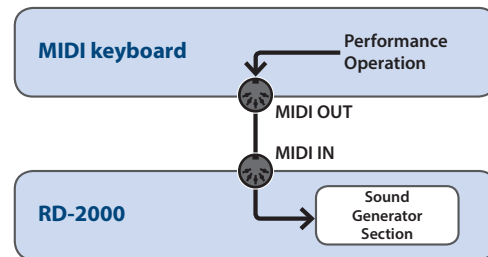 MIDI keyboard
Performance
Operation
MIDI OUT
MIDI IN
RD-2000
Sound
Generator
Section